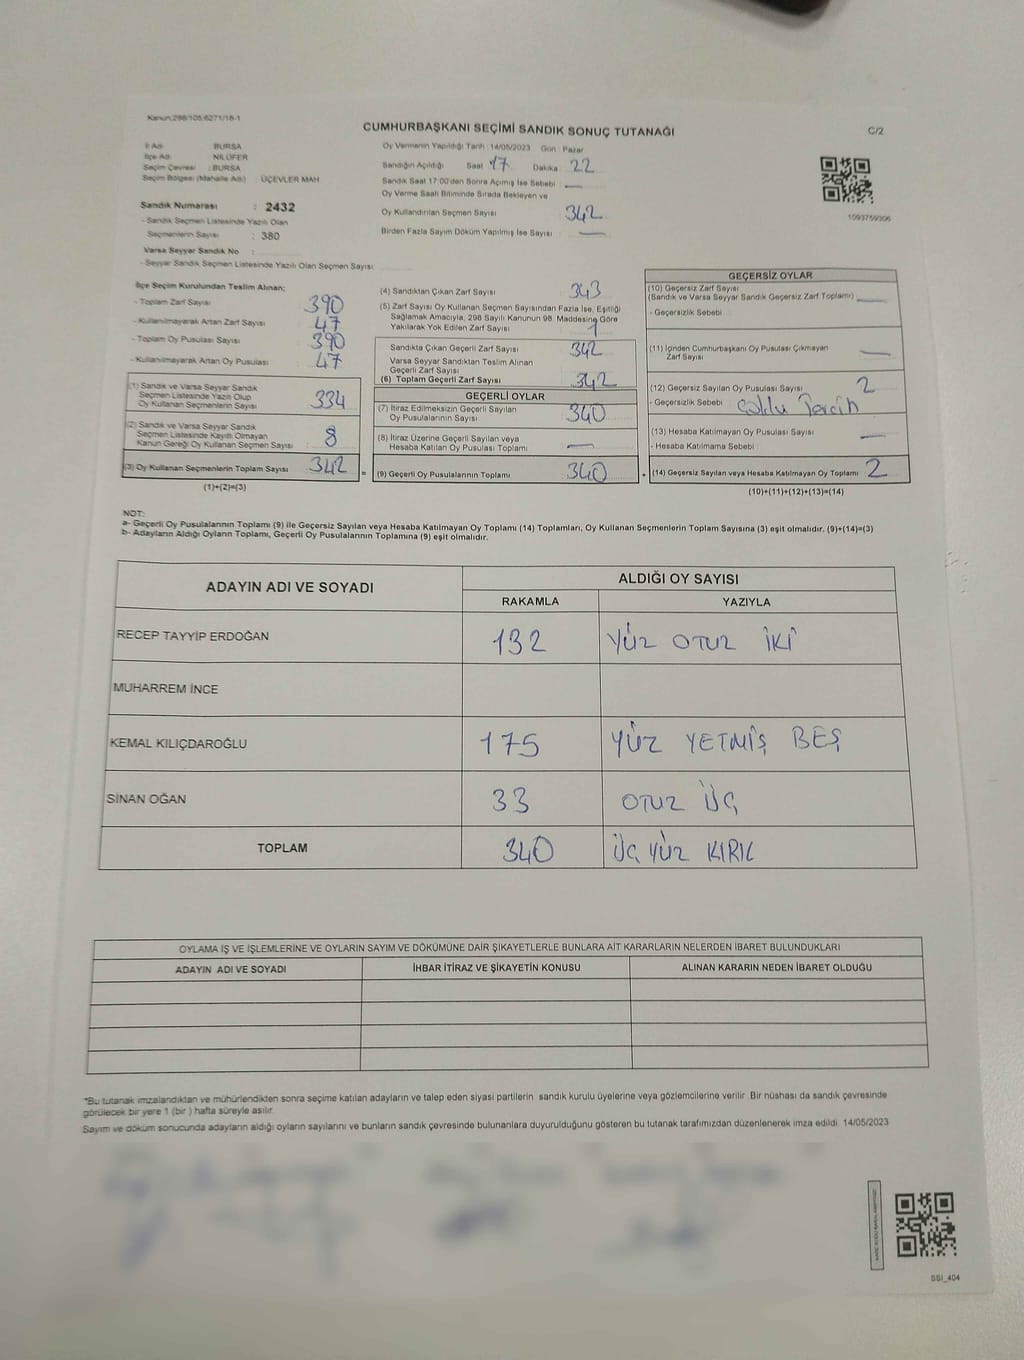 Kanun:298/105;6271/18-1
CUMHURBAŞKANI SEÇİMİ SANDIK SONUÇ TUTANAĞI
C/2
İl Adı : BURSA
İlçe Adı : NİLÜFER
Seçim Çevresi : BURSA
Seçim Bölgesi (Mahalle Adı) : ÜÇEVLER MAH
Sandık Numarası : 2432
- Sandık Seçmen Listesinde Yazılı Olan
Seçmenlerin Sayısı : 380
Varsa Seyyar Sandık No :
- Seyyar Sandık Seçmen Listesinde Yazılı Olan Seçmen Sayısı:
Oy Vermenin Yapıldığı Tarih : 14/05/2023 Gün : Pazar
Sandığın Açıldığı Saat : 17 Dakika : 22
Sandık Saat 17:00'den Sonra Açılmış İse Sebebi : —
Oy Verme Saati Bitiminde Sırada Bekleyen ve
Oy Kullandırılan Seçmen Sayısı : 342
Birden Fazla Sayım Döküm Yapılmış İse Sayısı : —
1093759306
İlçe Seçim Kurulundan Teslim Alınan;
- Toplam Zarf Sayısı : 390
- Kullanılmayarak Artan Zarf Sayısı : 47
- Toplam Oy Pusulası Sayısı : 390
- Kullanılmayarak Artan Oy Pusulası : 47
(1) Sandık ve Varsa Seyyar Sandık
Seçmen Listesinde Yazılı Olup
Oy Kullanan Seçmenlerin Sayısı : 334
(2) Sandık ve Varsa Seyyar Sandık
Seçmen Listesinde Kayıtlı Olmayan
Kanun Gereği Oy Kullanan Seçmen Sayısı : 8
(3) Oy Kullanan Seçmenlerin Toplam Sayısı : 342
(1)+(2)=(3)
(4) Sandıktan Çıkan Zarf Sayısı : 343
(5) Zarf Sayısı Oy Kullanan Seçmen Sayısından Fazla İse, Eşitliği
Sağlamak Amacıyla, 298 Sayılı Kanunun 98. Maddesine Göre
Yakılarak Yok Edilen Zarf Sayısı : 1
Sandıkta Çıkan Geçerli Zarf Sayısı : 342
Varsa Seyyar Sandıktan Teslim Alınan
Geçerli Zarf Sayısı :
(6) Toplam Geçerli Zarf Sayısı : 342
GEÇERLİ OYLAR
(7) İtiraz Edilmeksizin Geçerli Sayılan
Oy Pusulalarının Sayısı : 340
(8) İtiraz Üzerine Geçerli Sayılan veya
Hesaba Katılan Oy Pusulası Toplamı : —
(9) Geçerli Oy Pusulalarının Toplamı : 340
GEÇERSİZ OYLAR
(10) Geçersiz Zarf Sayısı
(Sandık ve Varsa Seyyar Sandık Geçersiz Zarf Toplamı) : —
- Geçersizlik Sebebi :
(11) İçinden Cumhurbaşkanı Oy Pusulası Çıkmayan
Zarf Sayısı : —
(12) Geçersiz Sayılan Oy Pusulası Sayısı : 2
- Geçersizlik Sebebi : Çoklu Tercih
(13) Hesaba Katılmayan Oy Pusulası Sayısı : —
- Hesaba Katılmama Sebebi :
(14) Geçersiz Sayılan veya Hesaba Katılmayan Oy Toplamı : 2
(10)+(11)+(12)+(13)=(14)
NOT:
a- Geçerli Oy Pusulalarının Toplamı (9) ile Geçersiz Sayılan veya Hesaba Katılmayan Oy Toplamı (14) Toplamları, Oy Kullanan Seçmenlerin Toplam Sayısına (3) eşit olmalıdır. (9)+(14)=(3)
b- Adayların Aldığı Oyların Toplamı, Geçerli Oy Pusulalarının Toplamına (9) eşit olmalıdır.
ADAYIN ADI VE SOYADI
ALDIĞI OY SAYISI
RAKAMLA YAZIYLA
RECEP TAYYİP ERDOĞAN 132 YÜZ OTUZ İKİ
MUHARREM İNCE
KEMAL KILIÇDAROĞLU 175 YÜZ YETMİŞ BEŞ
SİNAN OĞAN 33 OTUZ ÜÇ
TOPLAM 340 ÜÇ YÜZ KIRK
OYLAMA İŞ VE İŞLEMLERİNE VE OYLARIN SAYIM VE DÖKÜMÜNE DAİR ŞİKAYETLERLE BUNLARA AİT KARARLARIN NELERDEN İBARET BULUNDUKLARI
ADAYIN ADI VE SOYADI İHBAR İTİRAZ VE ŞİKAYETİN KONUSU ALINAN KARARIN NEDEN İBARET OLDUĞU
*Bu tutanak imzalandıktan ve mühürlendikten sonra seçime katılan adayların ve talep eden siyasi partilerin sandık kurulu üyelerine veya gözlemcilerine verilir. Bir nüshası da sandık çevresinde
görülecek bir yere 1 (bir ) hafta süreyle asılır.
Sayım ve döküm sonucunda adayların aldığı oyların sayılarını ve bunların sandık çevresinde bulunanlara duyurulduğunu gösteren bu tutanak tarafımızdan düzenlenerek imza edildi. 14/05/2023
SSI_404